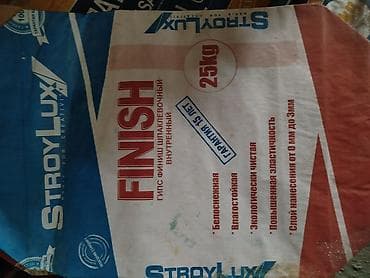 STROYLUX
FINISH
25kg
ГИПС ФИНИШ ШПАКЛЕВОЧНЫЙ
ВНУТРЕННЫЙ
ГАРАНТИЯ 15 ЛЕТ
* Белоснежная
* Влагостойкая
* Экологически чистая
* Повышенная эластичность
* Слой нанесения от 0 мм до 3мм
STROYLUX
STROYLUX